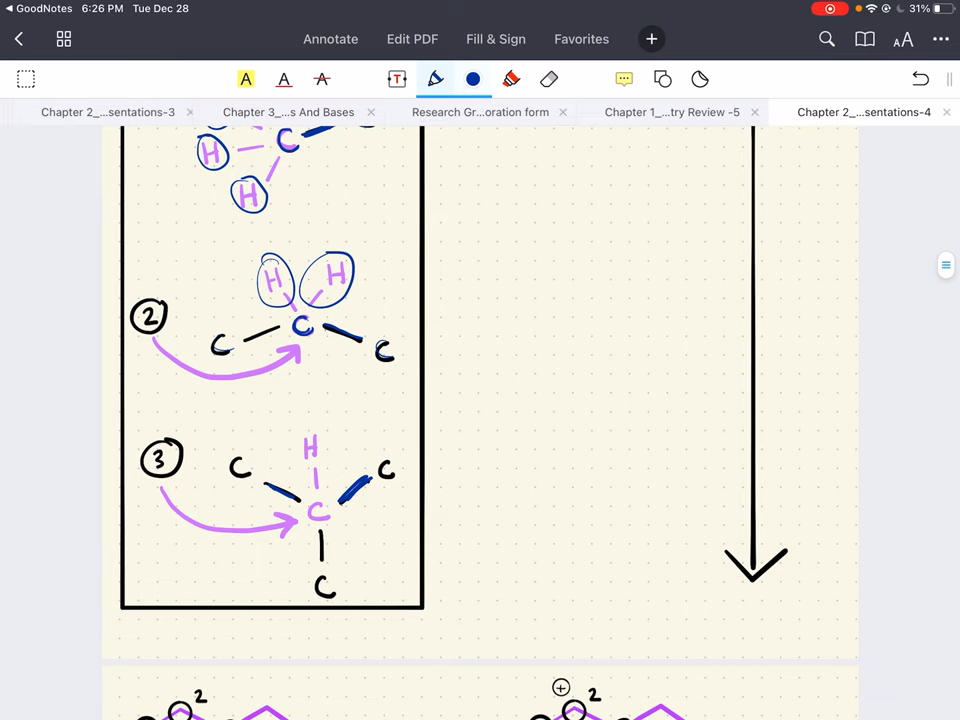 GoodNotes 6:26 PM Tue Dec 28 31%
Annotate Edit PDF Fill & Sign Favorites
AA
A A A T
Chapter 2_...sentations-3 × Chapter 3_...s And Bases × Research Gr...oration form × Chapter 1_...try Review -5 × Chapter 2_...sentations-4 ×
H C
H
H H
2 C
C C
H
3 C C
C
C
2 + 2